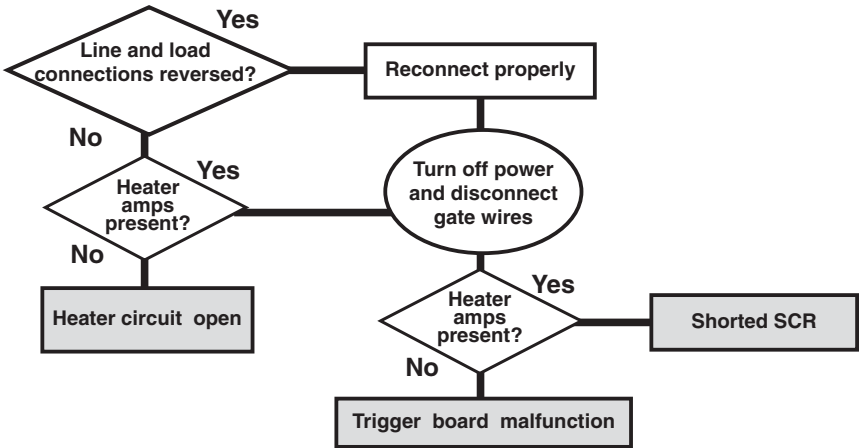 Yes
Line and load
connections reversed?
Reconnect properly
No
Yes
Heater
amps
present?
Turn off power
and disconnect
gate wires
No
Heater circuit open
Yes
Heater
amps
present?
Shorted SCR
No
Trigger board malfunction